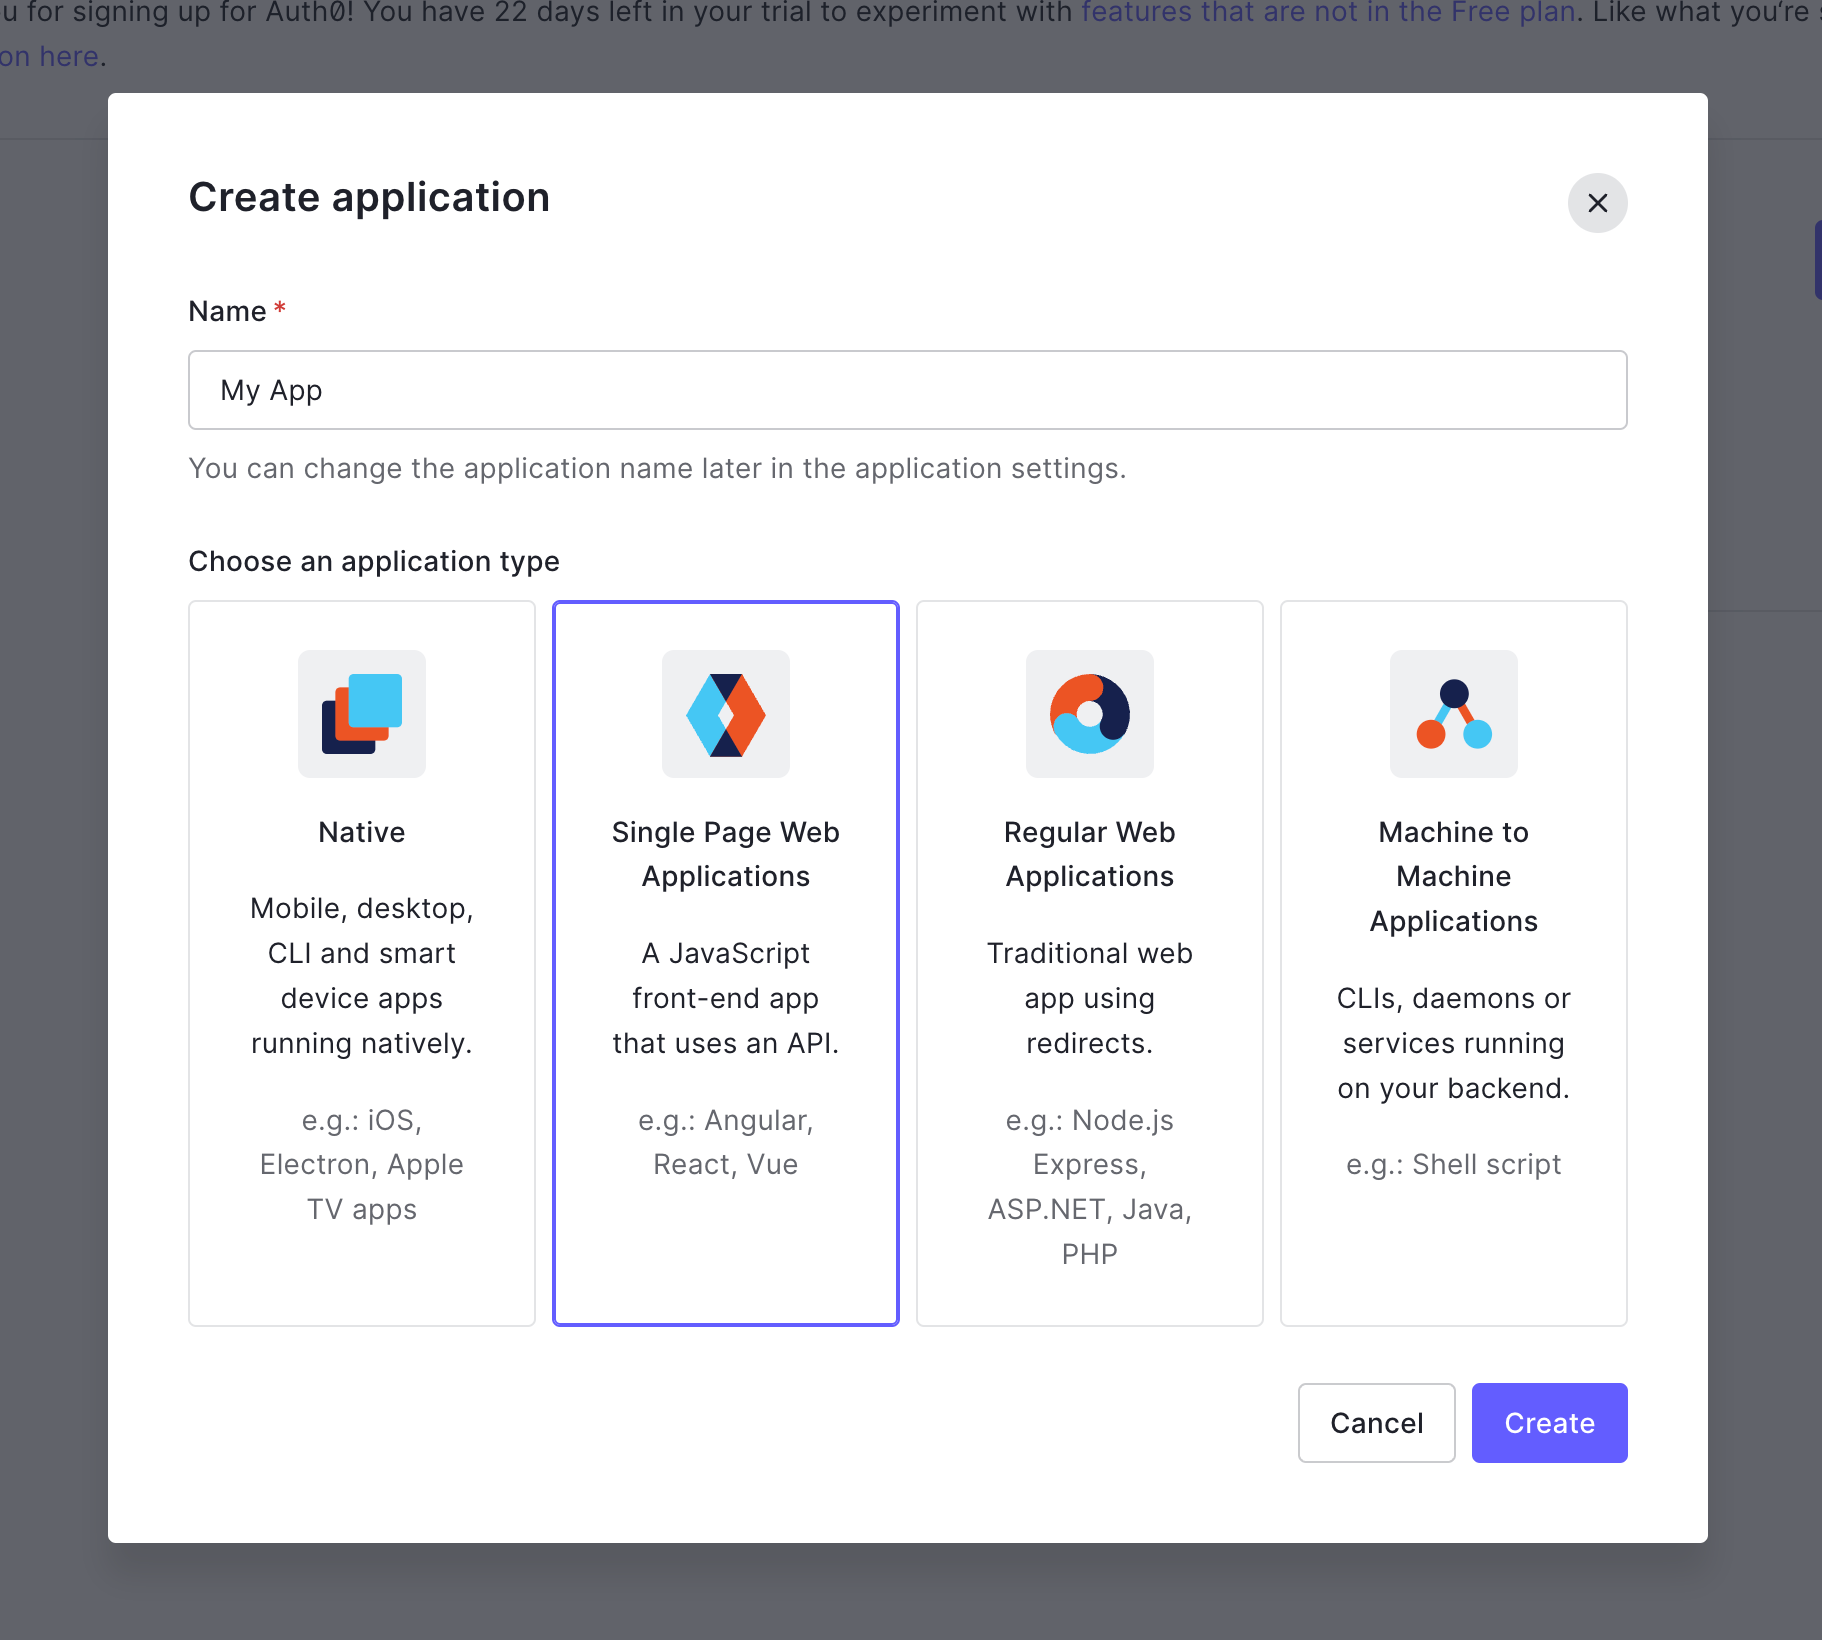 u for signing up for Auth0! You have 22 days left in your trial to experiment with features that are not in the Free plan. Like what you're
on here.
Create application
Name *
My App
You can change the application name later in the application settings.
Choose an application type
Native
Mobile, desktop,
CLI and smart
device apps
running natively.
e.g.: iOS,
Electron, Apple
TV apps
Single Page Web
Applications
A JavaScript
front-end app
that uses an API.
e.g.: Angular,
React, Vue
Regular Web
Applications
Traditional web
app using
redirects.
e.g.: Node.js
Express,
ASP.NET, Java,
PHP
Machine to
Machine
Applications
CLIs, daemons or
services running
on your backend.
e.g.: Shell script
Cancel
Create